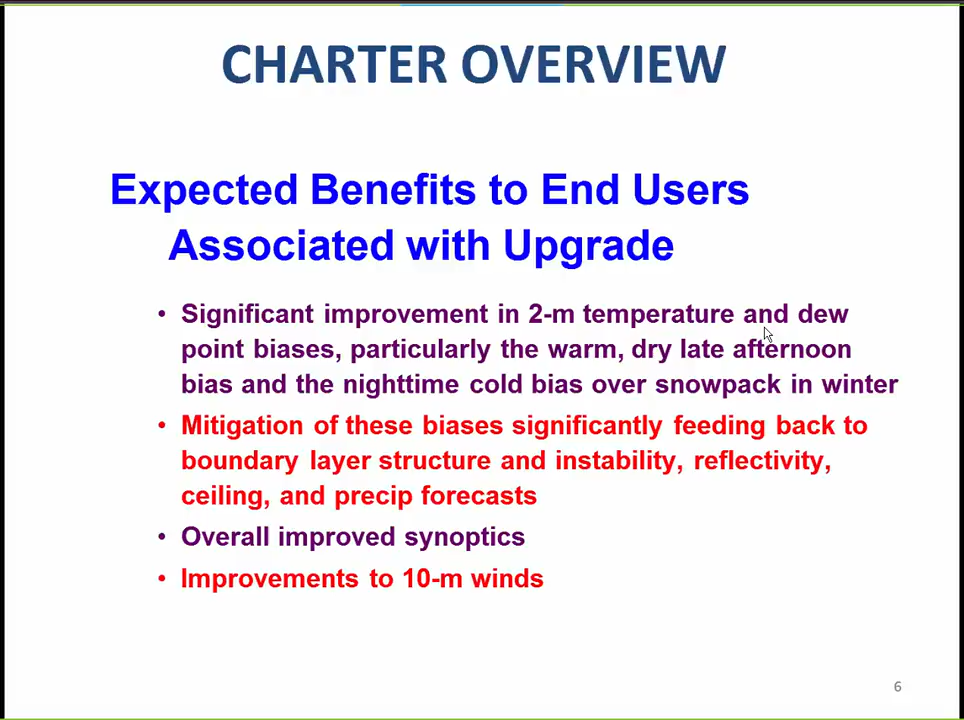 CHARTER OVERVIEW
Expected Benefits to End Users
Associated with Upgrade
• Significant improvement in 2-m temperature and dew
point biases, particularly the warm, dry late afternoon
bias and the nighttime cold bias over snowpack in winter
• Mitigation of these biases significantly feeding back to
boundary layer structure and instability, reflectivity,
ceiling, and precip forecasts
• Overall improved synoptics
• Improvements to 10-m winds
6